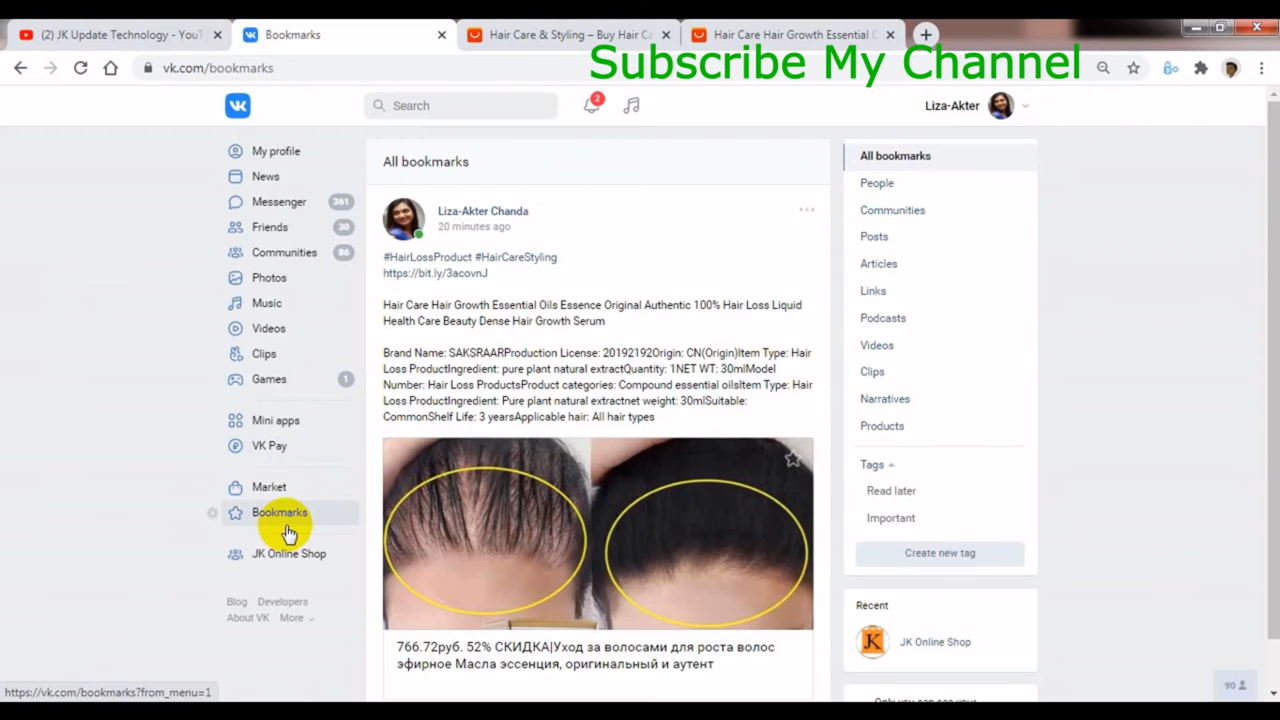 (2) JK Update Technology - YouT
Bookmarks
Hair Care & Styling – Buy Hair Ca
Hair Care Hair Growth Essential O
Subscribe My Channel
vk.com/bookmarks
Search
2
Liza-Akter
My profile
News
Messenger 361
Friends 30
Communities 86
Photos
Music
Videos
Clips
Games 1
Mini apps
VK Pay
Market
Bookmarks
JK Online Shop
Blog Developers
About VK More
All bookmarks
Liza-Akter Chanda
20 minutes ago
#HairLossProduct #HairCareStyling
https://bit.ly/3acovnJ
Hair Care Hair Growth Essential Oils Essence Original Authentic 100% Hair Loss Liquid
Health Care Beauty Dense Hair Growth Serum
Brand Name: SAKSRAARProduction License: 20192192Origin: CN(Origin)Item Type: Hair
Loss ProductIngredient: pure plant natural extractQuantity: 1NET WT: 30mlModel
Number: Hair Loss ProductsProduct categories: Compound essential oilsItem Type: Hair
Loss ProductIngredient: Pure plant natural extractnet weight: 30mlSuitable:
CommonShelf Life: 3 yearsApplicable hair: All hair types
766.72руб. 52% СКИДКА|Уход за волосами для роста волос
эфирное Масла эссенция, оригинальный и аутент
All bookmarks
People
Communities
Posts
Articles
Links
Podcasts
Videos
Clips
Narratives
Products
Tags
Read later
Important
Create new tag
Recent
JK Online Shop
Only you can see your
90
https://vk.com/bookmarks?from_menu=1